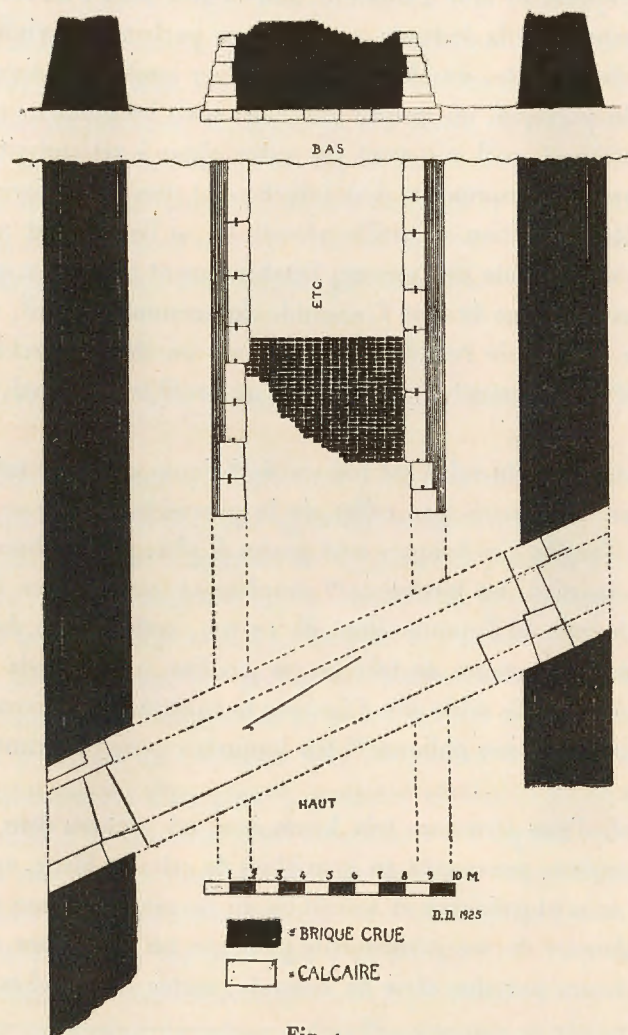 BAS
ETC.
HAUT
1 2 3 4 5 6 7 8 9 10 M.
D.D. 1925
= BRIQUE CRUE
= CALCAIRE